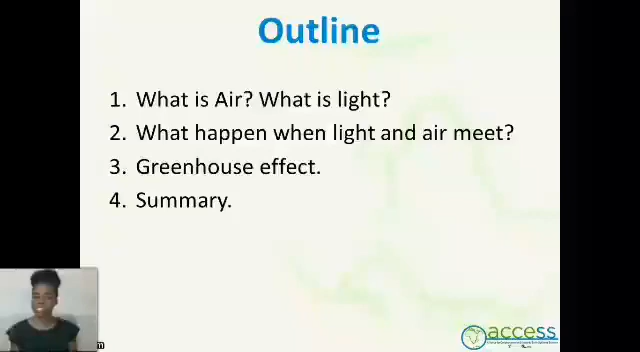 Outline
1. What is Air? What is light?
2. What happen when light and air meet?
3. Greenhouse effect.
4. Summary.
access